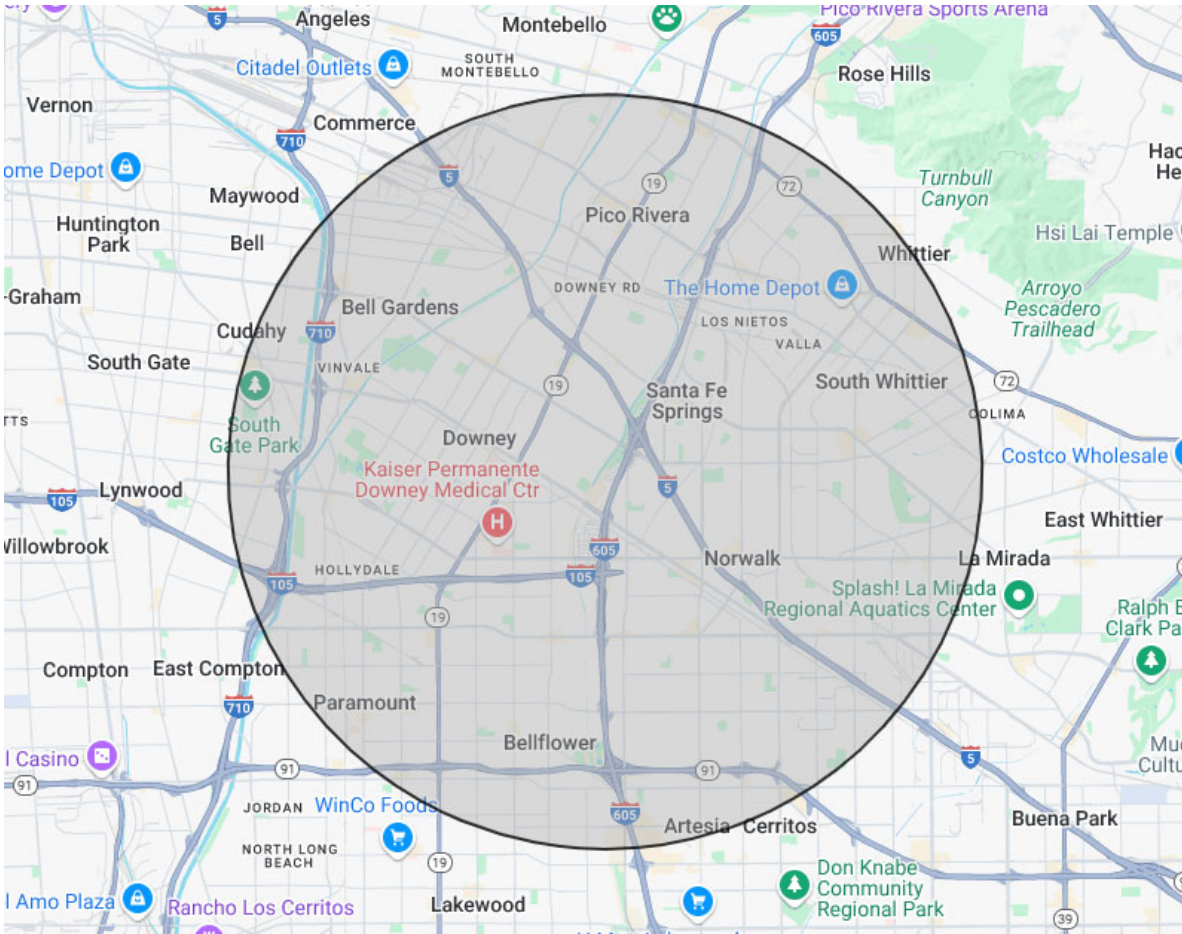 Angeles
5
Montebello
Pico Rivera Sports Arena
605
Citadel Outlets
SOUTH
MONTEBELLO
Rose Hills
Vernon
Commerce
710
ome Depot
5
19
72
Turnbull
Canyon
Maywood
Pico Rivera
Huntington
Park
Bell
Hsi Lai Temple
Whittier
-Graham
DOWNEY RD
The Home Depot
Arroyo
Pescadero
Trailhead
Bell Gardens
LOS NIETOS
Cudahy
710
VALLA
South Gate
VINVALE
19
Santa Fe
Springs
South Whittier
72
COLIMA
South
Gate Park
Downey
Costco Wholesale
Kaiser Permanente
Downey Medical Ctr
H
5
105
Lynwood
East Whittier
Willowbrook
605
Norwalk
La Mirada
HOLLYDALE
105
105
Splash! La Mirada
Regional Aquatics Center
19
Ralph
Clark
Compton
East Compton
Paramount
710
Bellflower
l Casino
91
91
91
5
JORDAN
WinCo Foods
605
Artesia
Cerritos
Buena Park
NORTH LONG
BEACH
19
Don Knabe
Community
Regional Park
l Amo Plaza
Rancho Los Cerritos
Lakewood
39